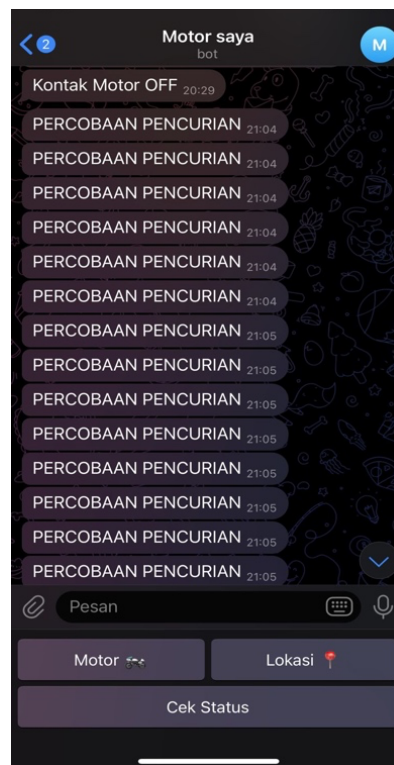 2
Motor saya
bot
M
Kontak Motor OFF 20:29
PERCOBAAN PENCURIAN 21:04
PERCOBAAN PENCURIAN 21:04
PERCOBAAN PENCURIAN 21:04
PERCOBAAN PENCURIAN 21:04
PERCOBAAN PENCURIAN 21:04
PERCOBAAN PENCURIAN 21:04
PERCOBAAN PENCURIAN 21:05
PERCOBAAN PENCURIAN 21:05
PERCOBAAN PENCURIAN 21:05
PERCOBAAN PENCURIAN 21:05
PERCOBAAN PENCURIAN 21:05
PERCOBAAN PENCURIAN 21:05
PERCOBAAN PENCURIAN 21:05
PERCOBAAN PENCURIAN 21:05
Pesan
Motor 🏍 Lokasi 📍
Cek Status